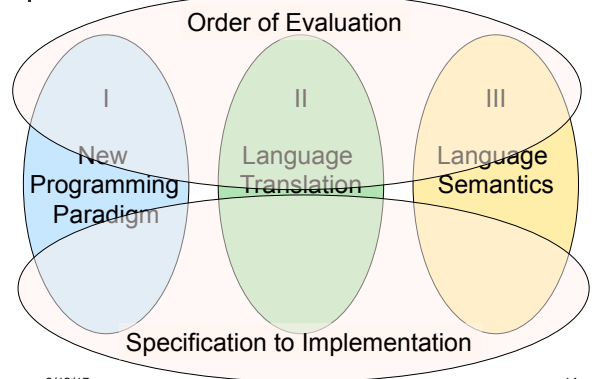 Order of Evaluation
I
II
III
New
Programming
Paradigm
Language
Translation
Language
Semantics
Specification to Implementation